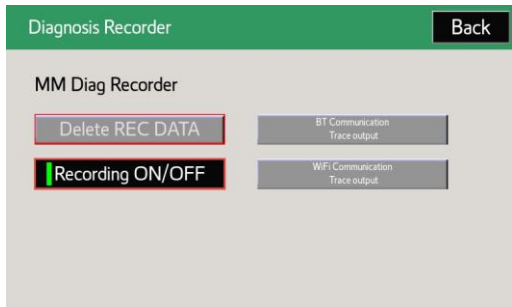 Diagnosis Recorder
Back
MM Diag Recorder
Delete REC DATA
BT Communication
Trace output
Recording ON/OFF
WiFi Communication
Trace output